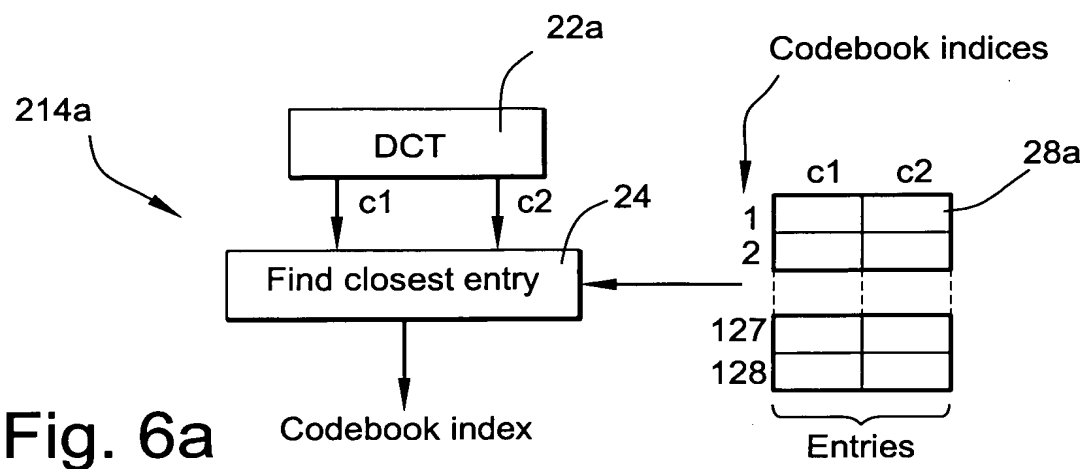 22a
Codebook indices
214a
DCT
28a
c1 c2
c1 c2
24
1
2
Find closest entry
127
128
Codebook index
Entries
Fig. 6a